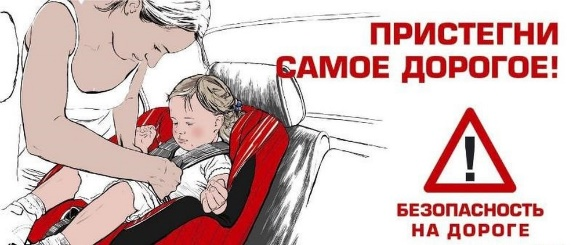 ПРИСТЕГНИ
САМОЕ ДОРОГОЕ!
!
БЕЗОПАСНОСТЬ
НА ДОРОГЕ